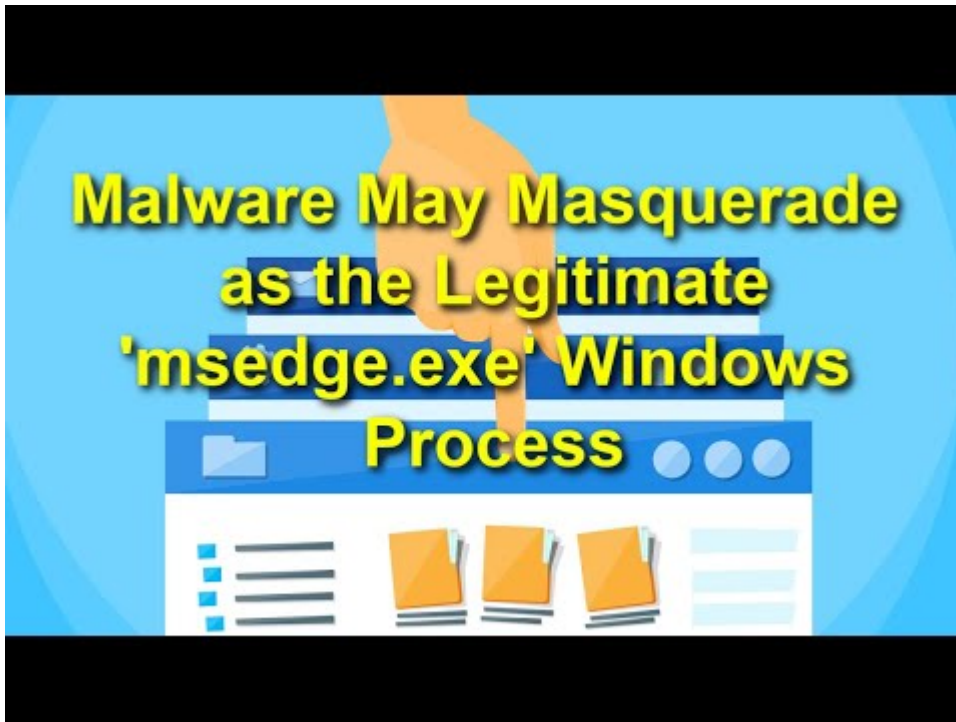 Malware May Masquerade
as the Legitimate
'msedge.exe' Windows
Process